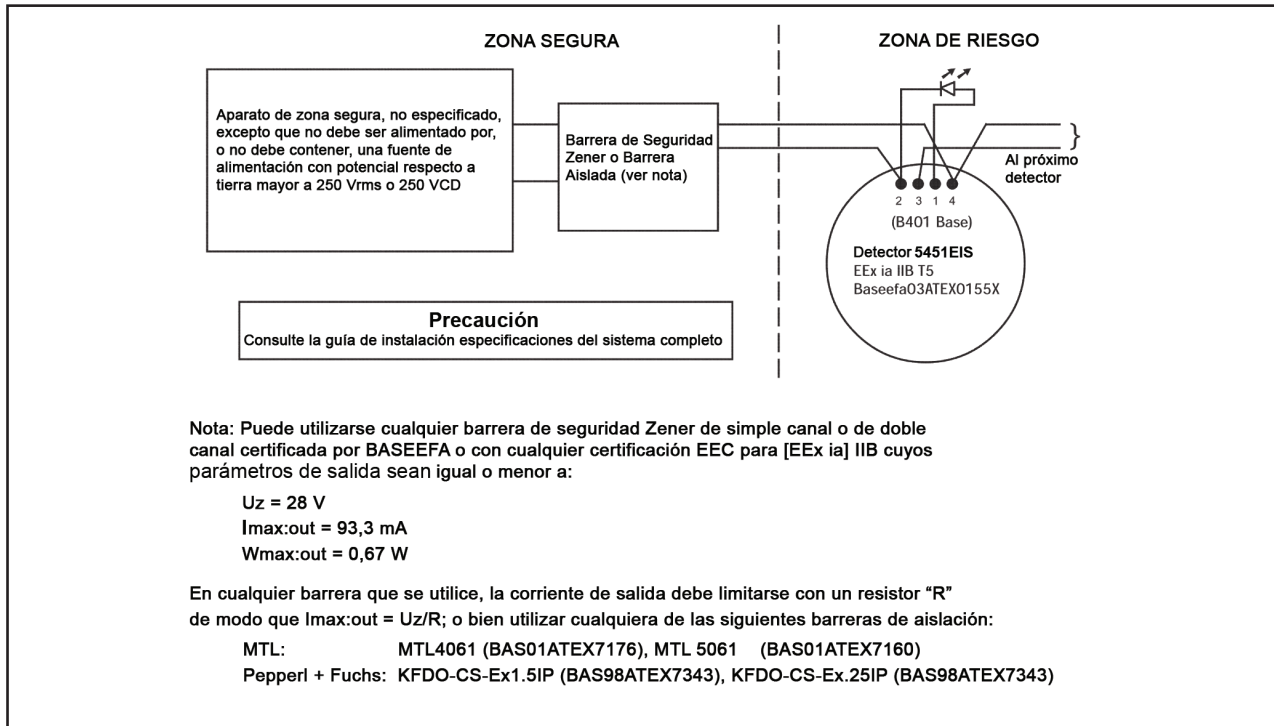 ZONA SEGURA
ZONA DE RIESGO
Aparato de zona segura, no especificado,
excepto que no debe ser alimentado por,
o no debe contener, una fuente de
alimentación con potencial respecto a
tierra mayor a 250 Vrms o 250 VCD
Barrera de Seguridad
Zener o Barrera
Aislada (ver nota)
}
Al próximo
detector
2 3 1 4
(B401 Base)
Detector 5451EIS
EEx ia IIB T5
Baseefa03ATEX0155X
Precaución
Consulte la guía de instalación especificaciones del sistema completo
Nota: Puede utilizarse cualquier barrera de seguridad Zener de simple canal o de doble
canal certificada por BASEEFA o con cualquier certificación EEC para [EEx ia] IIB cuyos
parámetros de salida sean igual o menor a:
Uz = 28 V
Imax:out = 93,3 mA
Wmax:out = 0,67 W
En cualquier barrera que se utilice, la corriente de salida debe limitarse con un resistor “R”
de modo que Imax:out = Uz/R; o bien utilizar cualquiera de las siguientes barreras de aislación:
MTL: MTL4061 (BAS01ATEX7176), MTL 5061 (BAS01ATEX7160)
Pepperl + Fuchs: KFDO-CS-Ex1.5IP (BAS98ATEX7343), KFDO-CS-Ex.25IP (BAS98ATEX7343)